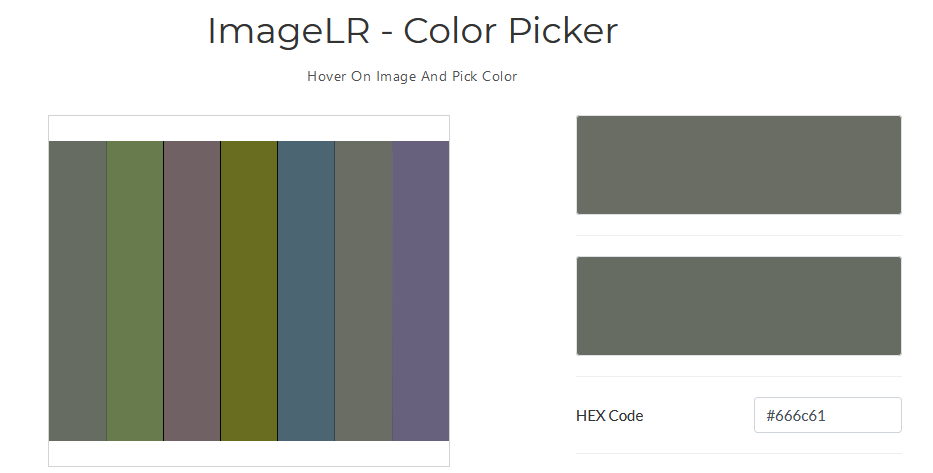 ImageLR - Color Picker
Hover On Image And Pick Color
HEX Code
#666c61